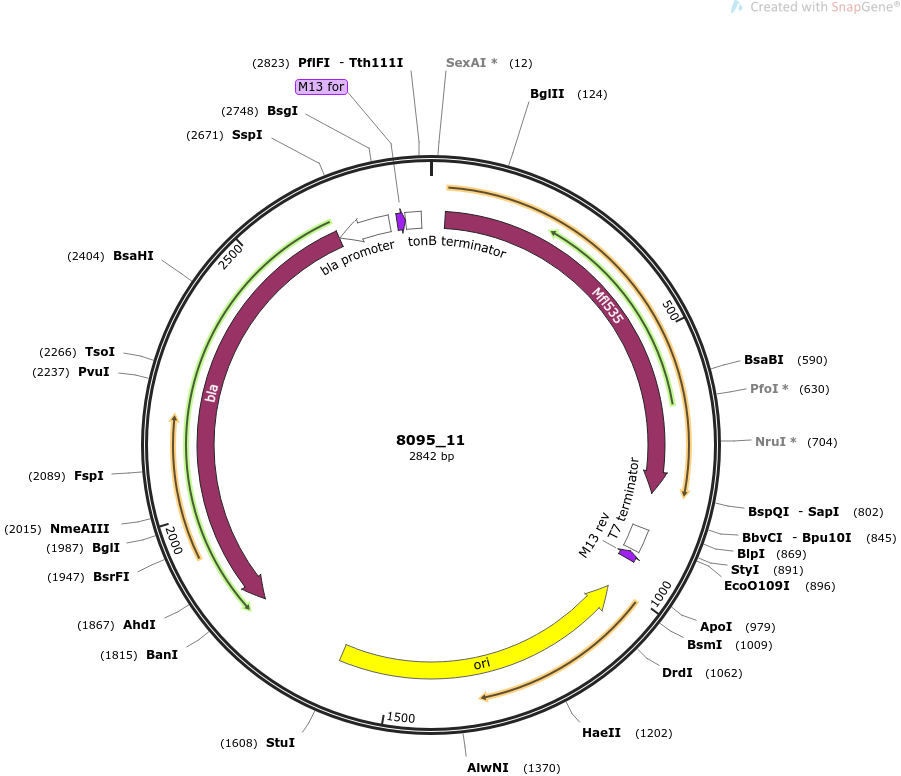 Created with SnapGene®
(2823) PflFI - Tth111I
SexAI * (12)
M13 for
BglII (124)
(2748) BsgI
(2671) SspI
(2404) BsaHI
(2266) TsoI
(2237) PvuI
(2089) FspI
(2015) NmeAIII
(1987) BglI
(1947) BsrFI
(1867) AhdI
(1815) BanI
(1608) StuI
AlwNI (1370)
HaeII (1202)
DrdI (1062)
BsmI (1009)
ApoI (979)
EcoO109I (896)
StyI (891)
BlpI (869)
BbvCI - Bpu10I (845)
BspQI - SapI (802)
NruI * (704)
PfoI * (630)
BsaBI (590)
bla promoter
tonB terminator
Mfl535
bla
T7 terminator
M13 rev
ori
500
1000
1500
2000
2500
8095_11
2842 bp